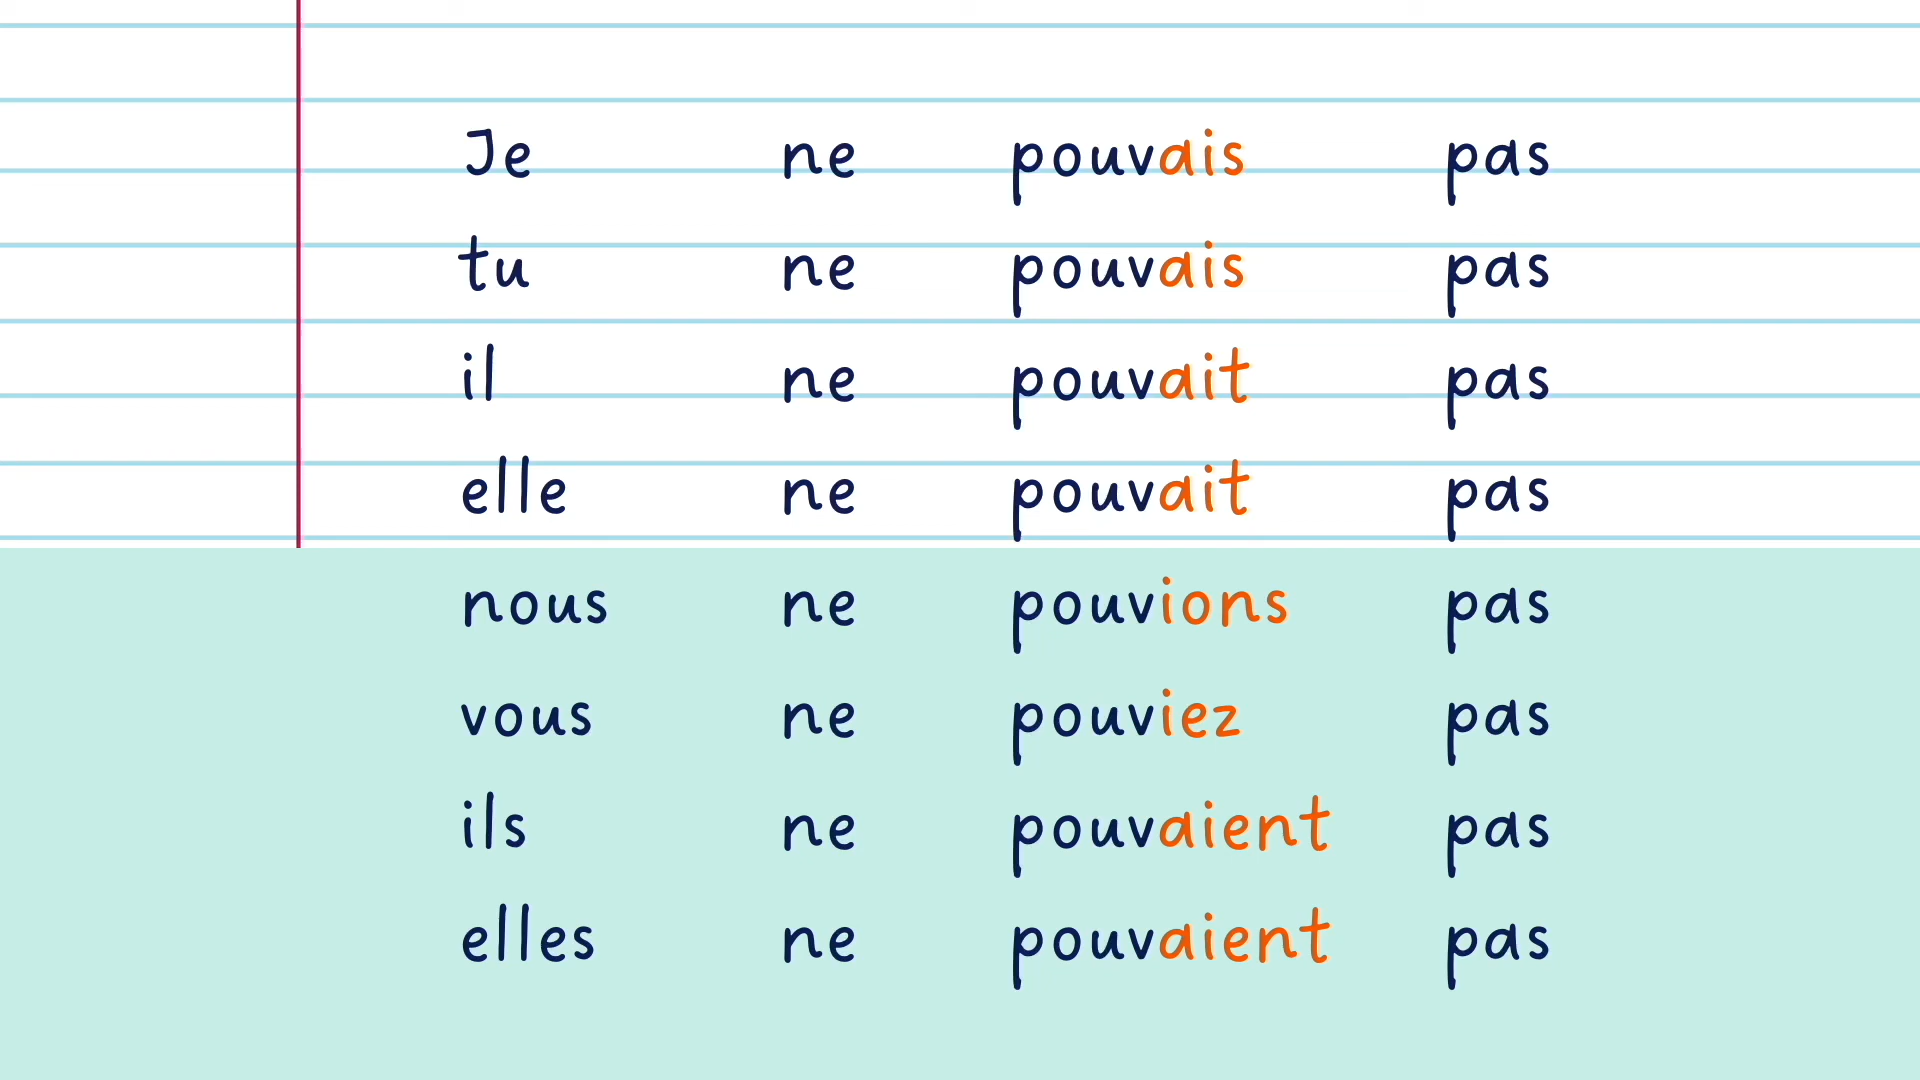 Je ne pouvais pas
tu ne pouvais pas
il ne pouvait pas
elle ne pouvait pas
nous ne pouvions pas
vous ne pouviez pas
ils ne pouvaient pas
elles ne pouvaient pas